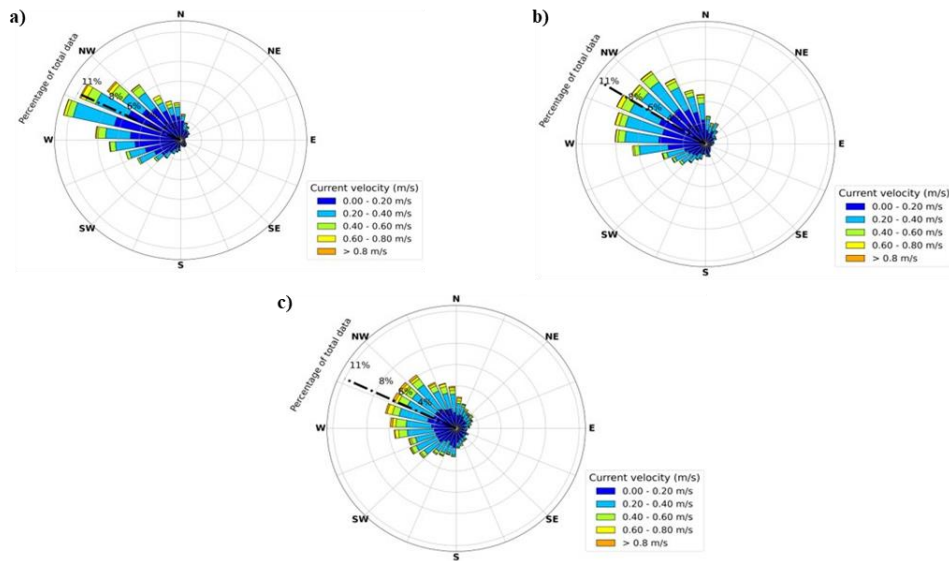 a)
N
NW
NE
Percentage of total data
11%
8%
6%
W
E
SW
SE
S
Current velocity (m/s)
0.00 - 0.20 m/s
0.20 - 0.40 m/s
0.40 - 0.60 m/s
0.60 - 0.80 m/s
> 0.8 m/s
b)
N
NW
NE
Percentage of total data
11%
6%
W
E
SW
SE
S
Current velocity (m/s)
0.00 - 0.20 m/s
0.20 - 0.40 m/s
0.40 - 0.60 m/s
0.60 - 0.80 m/s
> 0.8 m/s
c)
N
NW
NE
Percentage of total data
11%
8%
6%
4%
W
E
SW
SE
S
Current velocity (m/s)
0.00 - 0.20 m/s
0.20 - 0.40 m/s
0.40 - 0.60 m/s
0.60 - 0.80 m/s
> 0.8 m/s